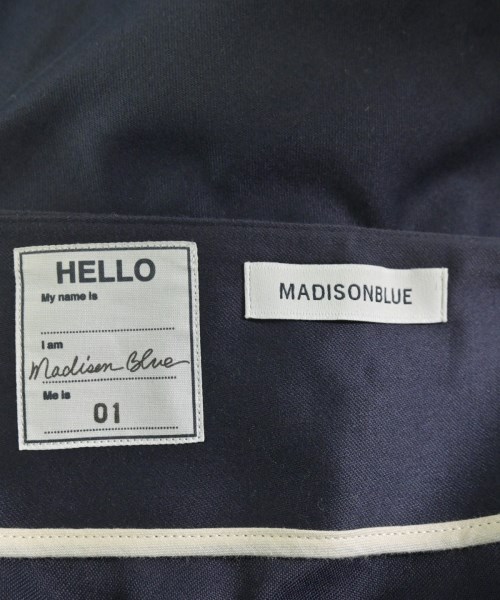 HELLO
My name is
I am
Madison Blue
Me is
01
MADISONBLUE